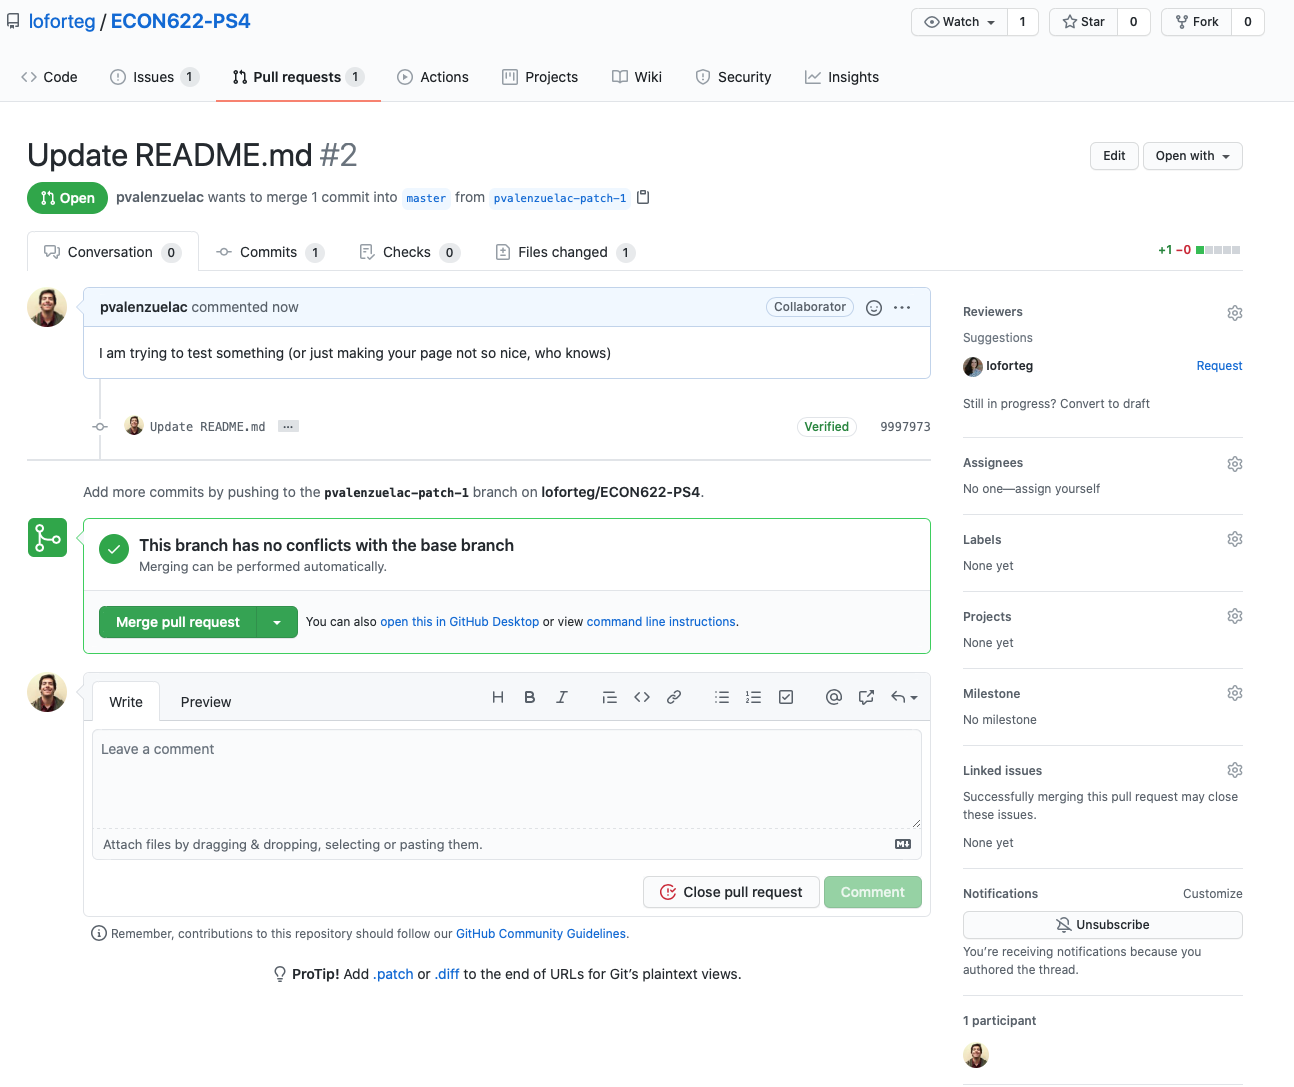 loforteg / ECON622-PS4
Watch 1 Star 0 Fork 0
Code Issues 1 Pull requests 1 Actions Projects Wiki Security Insights
Update README.md #2
Edit Open with
Open pvalenzuelac wants to merge 1 commit into master from pvalenzuelac-patch-1
Conversation 0 Commits 1 Checks 0 Files changed 1
+1 −0
pvalenzuelac commented now
Collaborator
I am trying to test something (or just making your page not so nice, who knows)
Update README.md ...
Verified 9997973
Add more commits by pushing to the pvalenzuelac-patch-1 branch on loforteg/ECON622-PS4.
This branch has no conflicts with the base branch
Merging can be performed automatically.
Merge pull request You can also open this in GitHub Desktop or view command line instructions.
Write Preview
H B I
Leave a comment
Attach files by dragging & dropping, selecting or pasting them.
Close pull request Comment
Remember, contributions to this repository should follow our GitHub Community Guidelines.
ProTip! Add .patch or .diff to the end of URLs for Git’s plaintext views.
Reviewers
Suggestions
loforteg Request
Still in progress? Convert to draft
Assignees
No one—assign yourself
Labels
None yet
Projects
None yet
Milestone
No milestone
Linked issues
Successfully merging this pull request may close
these issues.
None yet
Notifications Customize
Unsubscribe
You’re receiving notifications because you
authored the thread.
1 participant